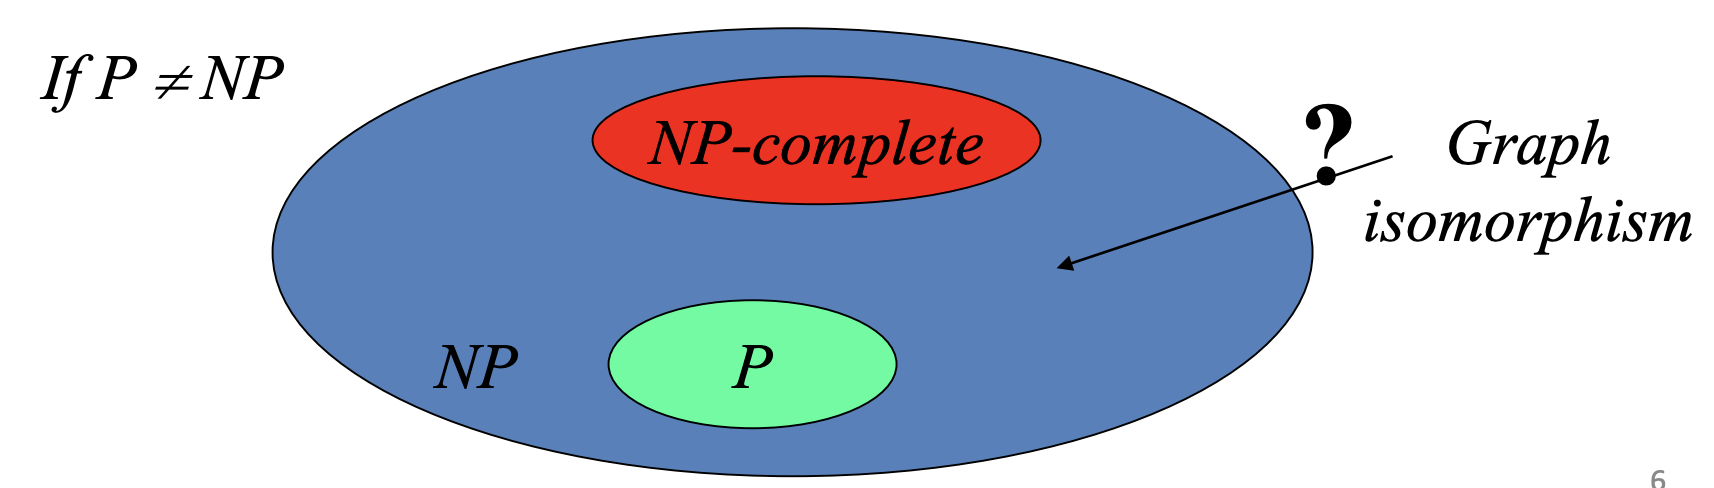 If P ≠ NP
NP-complete
?
Graph
isomorphism
NP
P
6